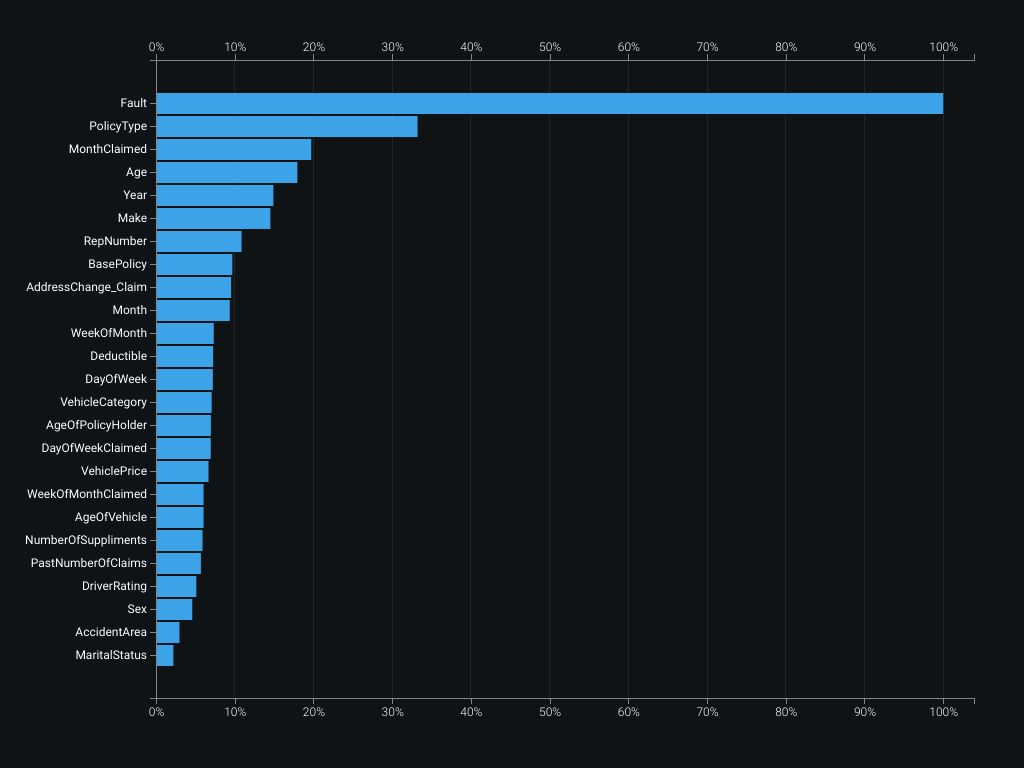 0% 10% 20% 30% 40% 50% 60% 70% 80% 90% 100%
Fault
PolicyType
MonthClaimed
Age
Year
Make
RepNumber
BasePolicy
AddressChange_Claim
Month
WeekOfMonth
Deductible
DayOfWeek
VehicleCategory
AgeOfPolicyHolder
DayOfWeekClaimed
VehiclePrice
WeekOfMonthClaimed
AgeOfVehicle
NumberOfSuppliments
PastNumberOfClaims
DriverRating
Sex
AccidentArea
MaritalStatus
0% 10% 20% 30% 40% 50% 60% 70% 80% 90% 100%